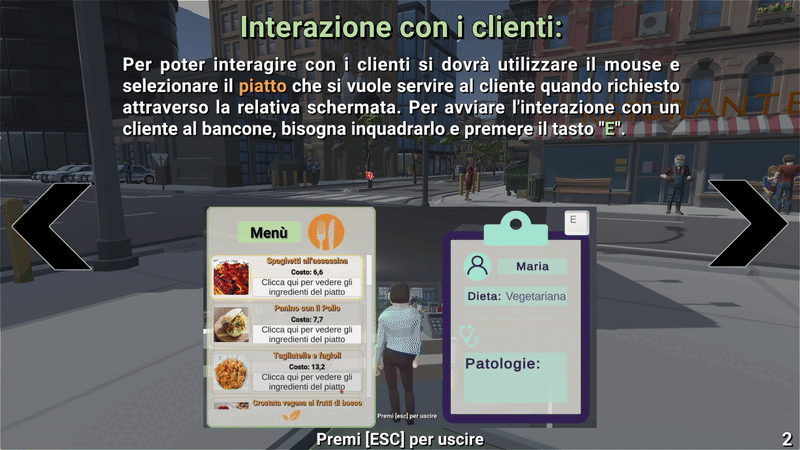 Interazione con i clienti:
Per poter interagire con i clienti si dovrà utilizzare il mouse e
selezionare il piatto che si vuole servire al cliente quando richiesto
attraverso la relativa schermata. Per avviare l'interazione con un
cliente al bancone, bisogna inquadrarlo e premere il tasto "E".
Menù
Spaghetti all'assassina
Costo: 6,6
Clicca qui per vedere gli
ingredienti del piatto
Panino con il Pollo
Costo: 7,7
Clicca qui per vedere gli
ingredienti del piatto
Tagliatelle e fagioli
Costo: 13,2
Clicca qui per vedere gli
ingredienti del piatto
Crostata vegana ai frutti di bosco
E
Maria
Dieta: Vegetariana
Patologie:
Premi [esc] per uscire
Premi [ESC] per uscire
2